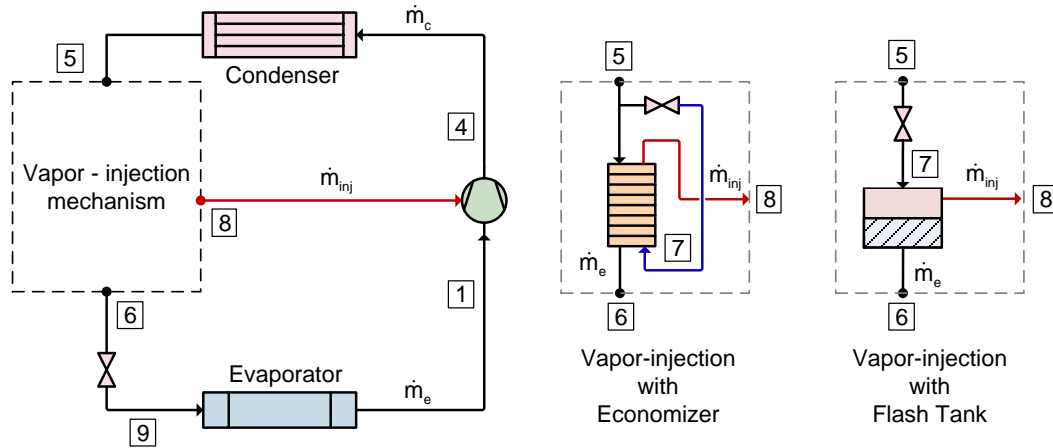 ṁc
5
Condenser
4
Vapor - injection
mechanism
ṁinj
8
1
6
Evaporator
ṁe
9
5
ṁinj
8
7
ṁe
6
Vapor-injection
with
Economizer
5
7
ṁinj
8
ṁe
6
Vapor-injection
with
Flash Tank